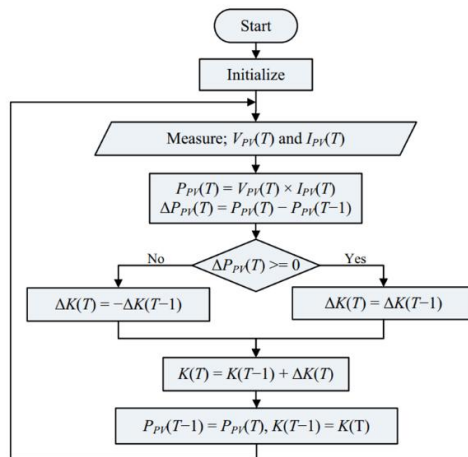 Start
Initialize
Measure; V_PV(T) and I_PV(T)
P_PV(T) = V_PV(T) × I_PV(T)
ΔP_PV(T) = P_PV(T) − P_PV(T−1)
No
ΔP_PV(T) >= 0
Yes
ΔK(T) = −ΔK(T−1)
ΔK(T) = ΔK(T−1)
K(T) = K(T−1) + ΔK(T)
P_PV(T−1) = P_PV(T), K(T−1) = K(T)